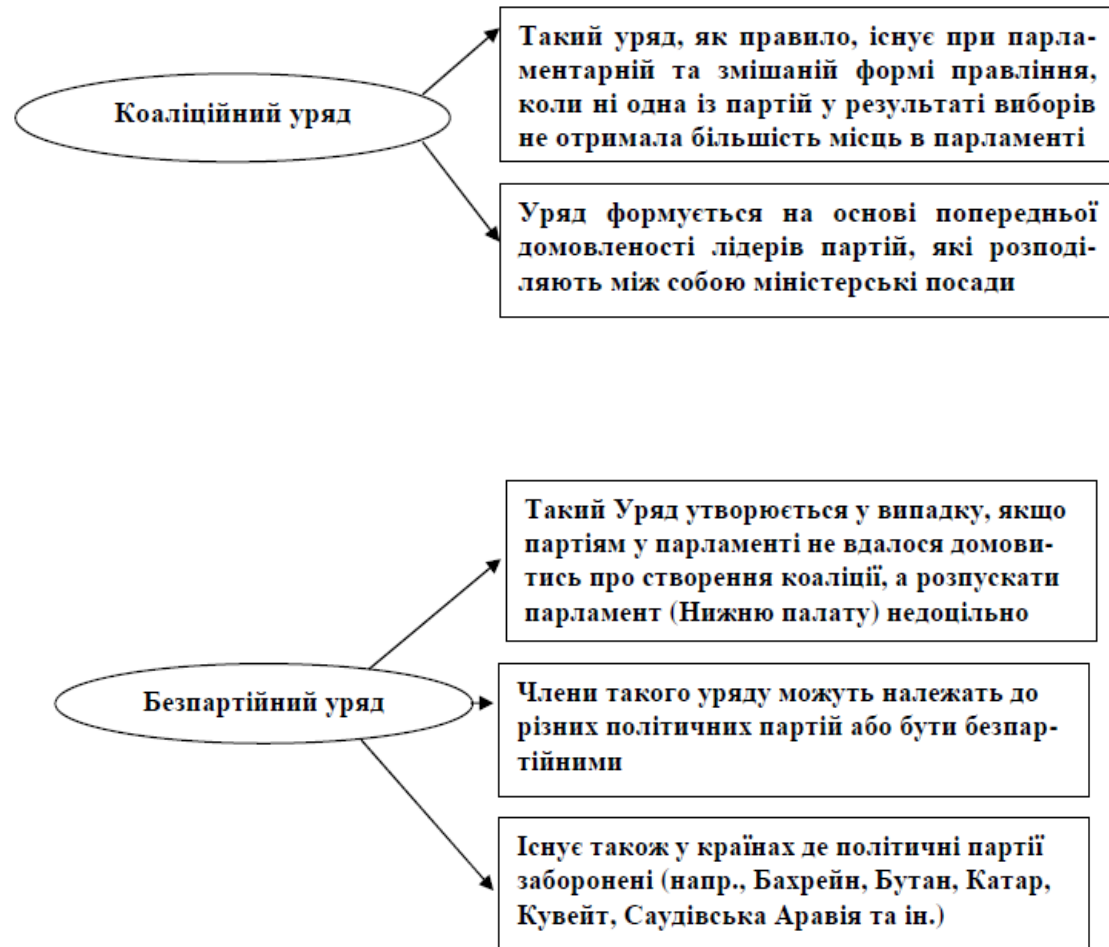 Такий уряд, як правило, існує при парла-
ментарній та змішаній формі правління,
коли ні одна із партій у результаті виборів
не отримала більшість місць в парламенті
Коаліційний уряд
Уряд формується на основі попередньої
домовленості лідерів партій, які розподі-
ляють між собою міністерські посади
Такий Уряд утворюється у випадку, якщо
партіям у парламенті не вдалося домови-
тись про створення коаліції, а розпускати
парламент (Нижню палату) недоцільно
Безпартійний уряд
Члени такого уряду можуть належать до
різних політичних партій або бути безпар-
тійними
Існує також у країнах де політичні партії
заборонені (напр., Бахрейн, Бутан, Катар,
Кувейт, Саудівська Аравія та ін.)